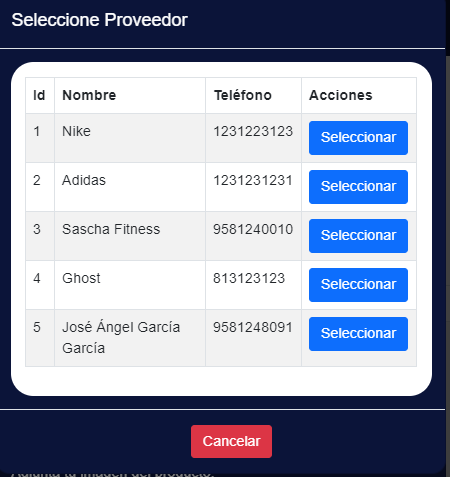 Seleccione Proveedor
Id Nombre Teléfono Acciones
1 Nike 1231223123 Seleccionar
2 Adidas 1231231231 Seleccionar
3 Sascha Fitness 9581240010 Seleccionar
4 Ghost 813123123 Seleccionar
5 José Ángel García 9581248091 Seleccionar
García
Cancelar
Adjunta tu imagen del producto: